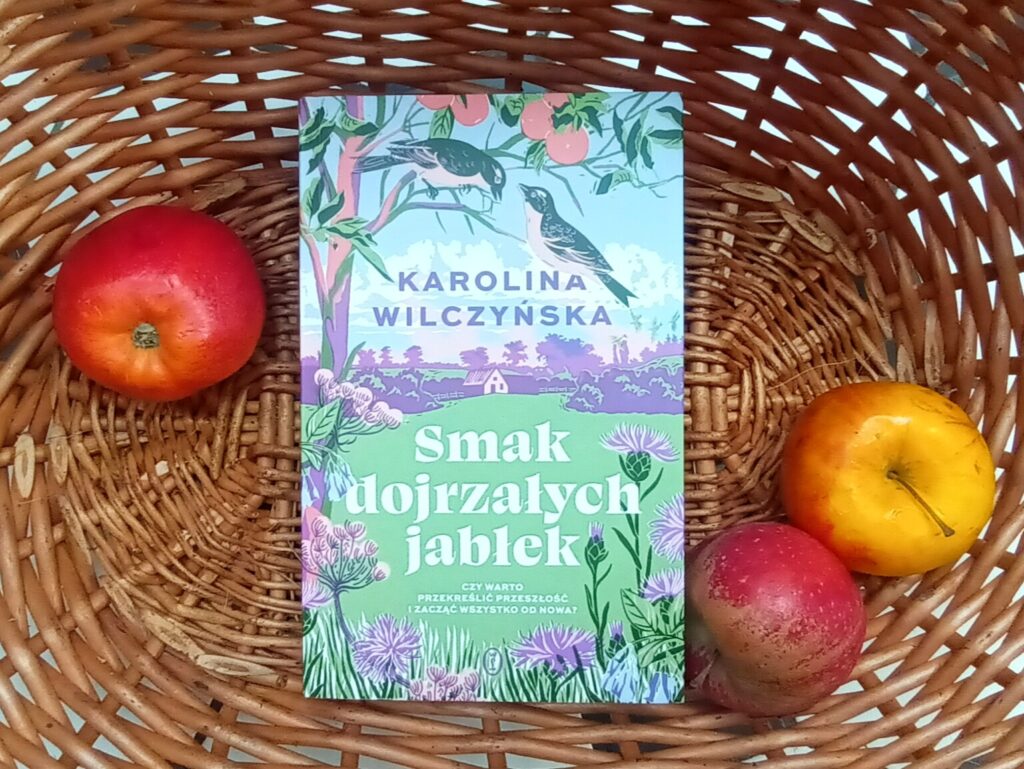 KAROLINA
WILCZYŃSKA
Smak
dojrzałych
jabłek
CZY WARTO
PRZEKREŚLIĆ PRZESZŁOŚĆ
I ZACZĄĆ WSZYSTKO OD NOWA?